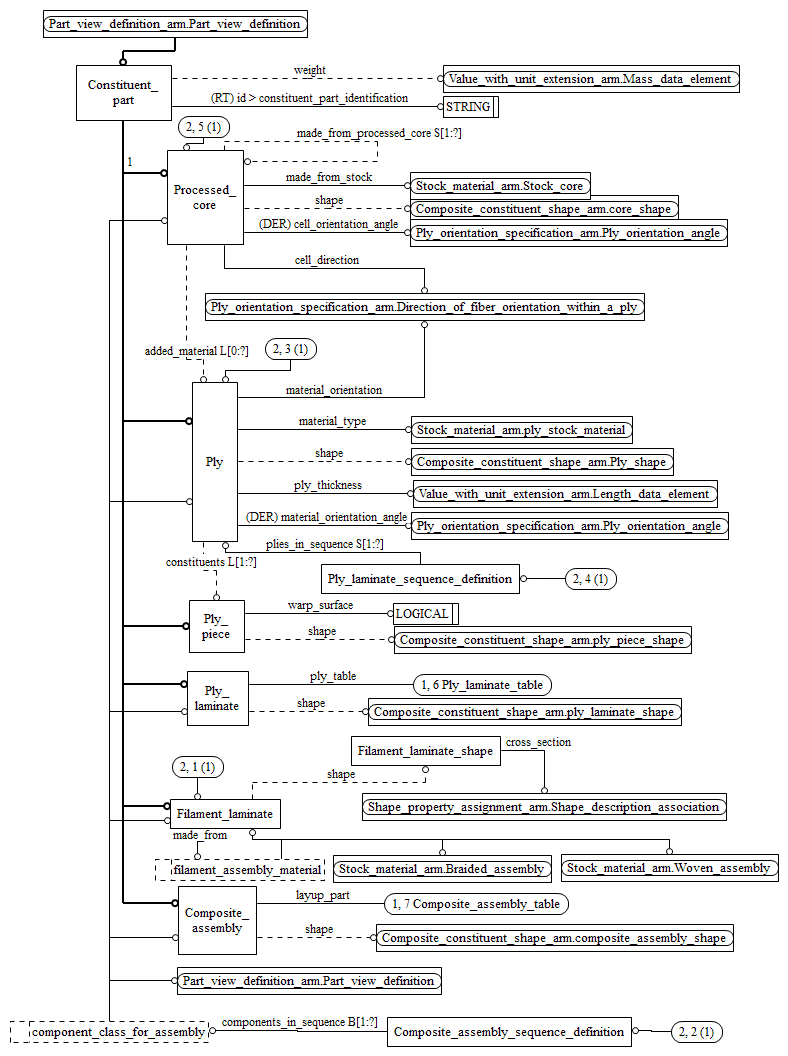 Part_view_definition_arm.Part_view_definition
Constituent_
part
weight
Value_with_unit_extension_arm.Mass_data_element
(RT) id > constituent_part_identification
STRING
2, 5 (1)
made_from_processed_core S[1:?]
1
Processed_
core
made_from_stock
Stock_material_arm.Stock_core
shape
Composite_constituent_shape_arm.core_shape
(DER) cell_orientation_angle
Ply_orientation_specification_arm.Ply_orientation_angle
cell_direction
Ply_orientation_specification_arm.Direction_of_fiber_orientation_within_a_ply
added_material L[0:?]
2, 3 (1)
material_orientation
Ply
material_type
Stock_material_arm.ply_stock_material
shape
Composite_constituent_shape_arm.Ply_shape
ply_thickness
Value_with_unit_extension_arm.Length_data_element
(DER) material_orientation_angle
Ply_orientation_specification_arm.Ply_orientation_angle
plies_in_sequence S[1:?]
constituents L[1:?]
Ply_laminate_sequence_definition
2, 4 (1)
Ply_
piece
warp_surface
LOGICAL
shape
Composite_constituent_shape_arm.ply_piece_shape
Ply_
laminate
ply_table
1, 6 Ply_laminate_table
shape
Composite_constituent_shape_arm.ply_laminate_shape
Filament_laminate_shape
cross_section
2, 1 (1)
shape
Shape_property_assignment_arm.Shape_description_association
Filament_laminate
made_from
filament_assembly_material
Stock_material_arm.Braided_assembly
Stock_material_arm.Woven_assembly
Composite_
assembly
layup_part
1, 7 Composite_assembly_table
shape
Composite_constituent_shape_arm.composite_assembly_shape
Part_view_definition_arm.Part_view_definition
component_class_for_assembly
components_in_sequence B[1:?]
Composite_assembly_sequence_definition
2, 2 (1)